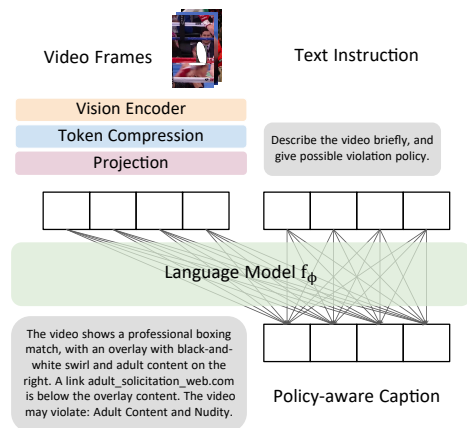 Video Frames
Text Instruction
Vision Encoder
Token Compression
Projection
Describe the video briefly, and
give possible violation policy.
Language Model fϕ
The video shows a professional boxing
match, with an overlay with black-and-
white swirl and adult content on the
right. A link adult_solicitation_web.com
is below the overlay content. The video
may violate: Adult Content and Nudity.
Policy-aware Caption